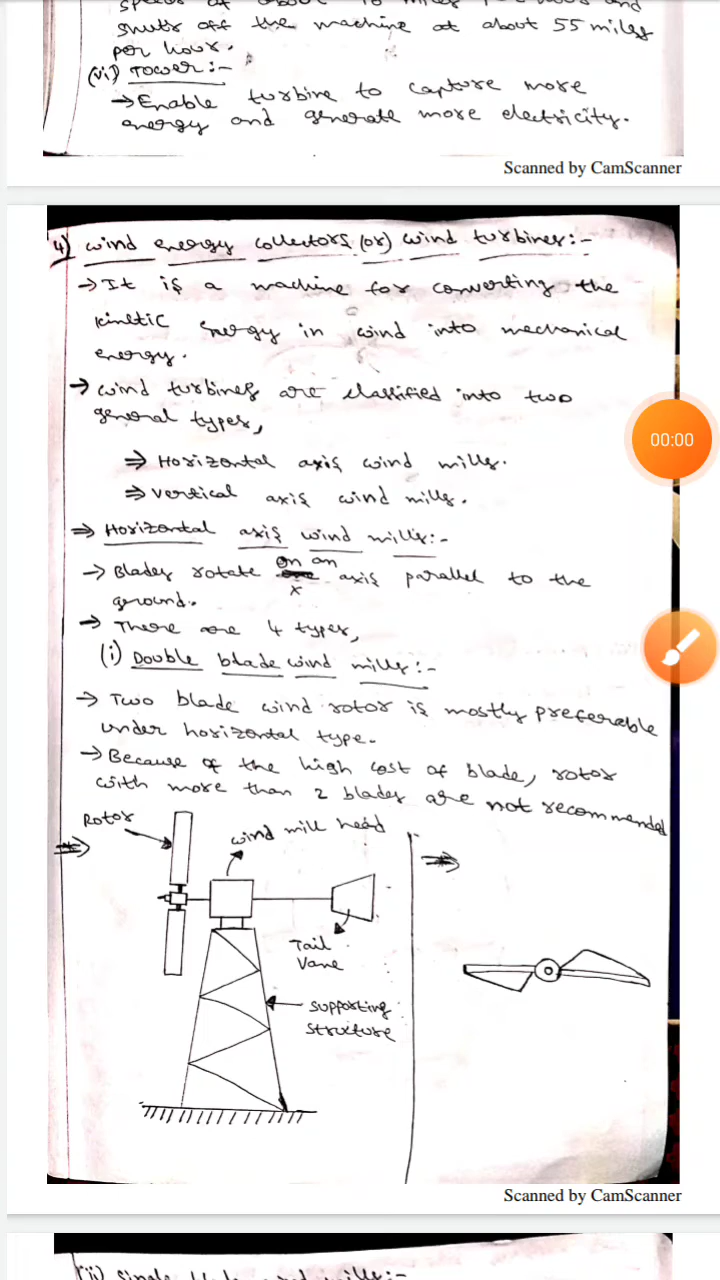 shuts off the machine at about 55 miles
per hour.
(vi) Tower:-
→ Enable turbine to capture more
energy and generate more electricity.
Scanned by CamScanner
4) wind energy collectors (or) wind turbines:-
→ It is a machine for converting the
kinetic energy in wind into mechanical
energy.
→ wind turbines are classified into two
general types,
⇒ Horizontal axis wind mills.
⇒ Vertical axis wind mills.
00:00
⇒ Horizontal axis wind mills:-
→ Blades rotate on an axis parallel to the
ground.
→ There are 4 types,
(i) Double blade wind mills:-
→ Two blade wind rotor is mostly preferable
under horizontal type.
→ Because of the high cost of blade, rotor
with more than 2 blades are not recommended
Rotor
wind mill head
Tail
Vane
supporting
structure
Scanned by CamScanner